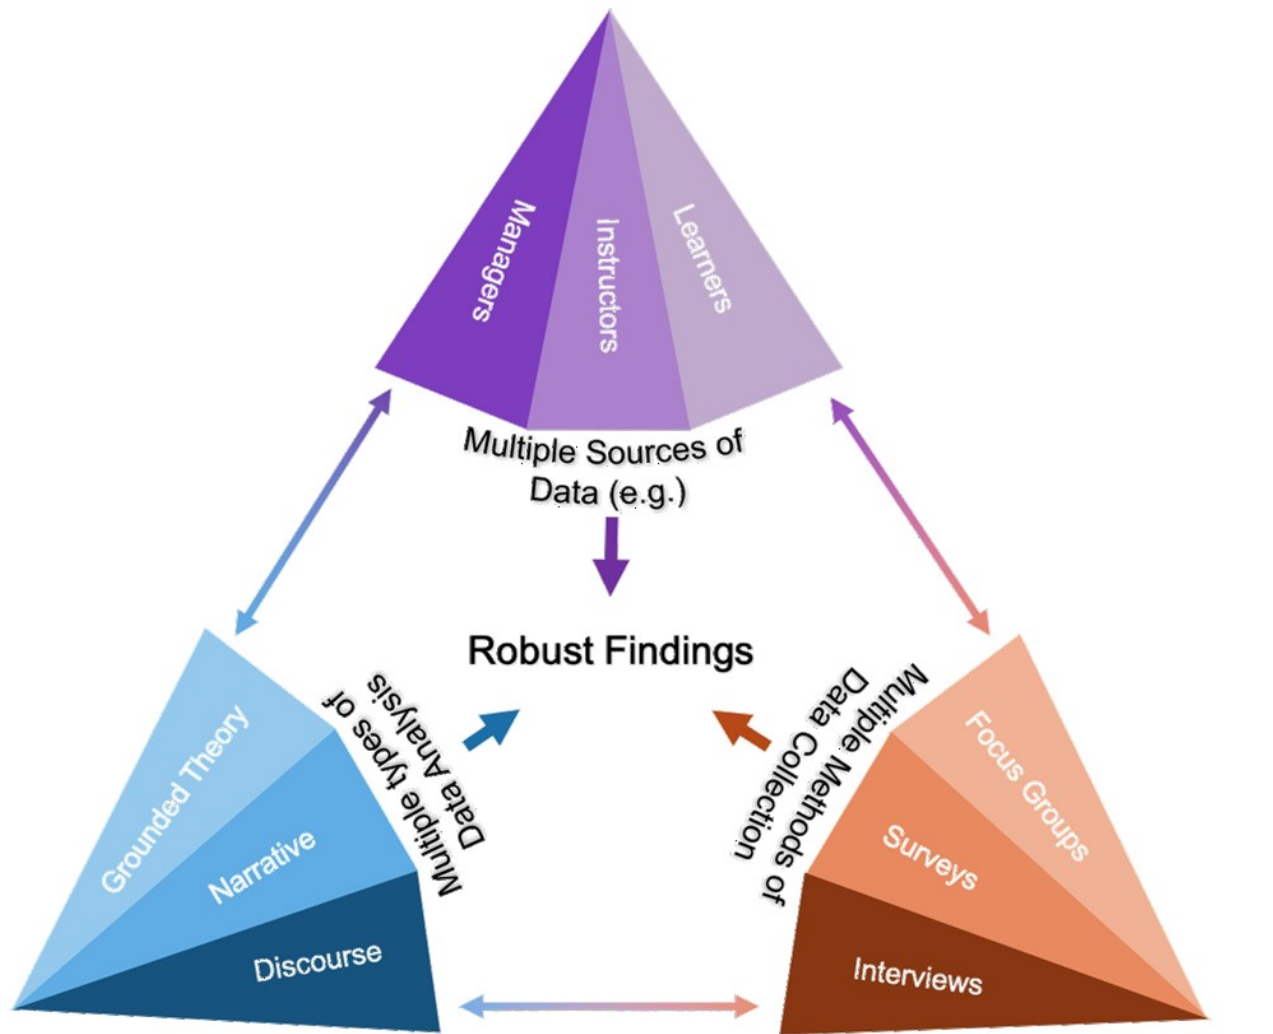 Managers
Instructors
Learners
Multiple Sources of
Data (e.g.)
Robust Findings
Grounded Theory
Narrative
Discourse
Multiple types of
Data Analysis
Multiple Methods of
Data Collection
Focus Groups
Surveys
Interviews